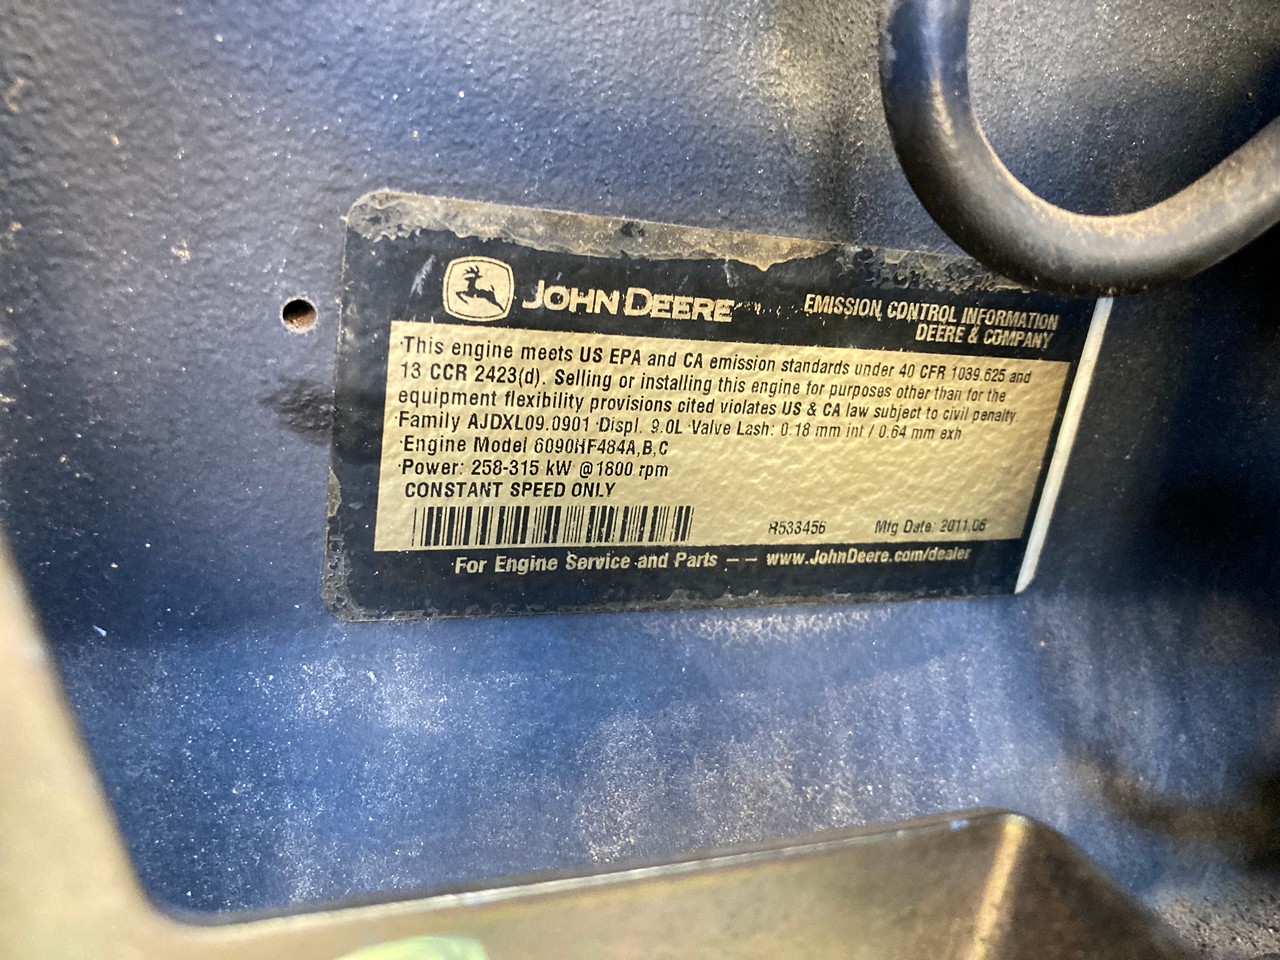 JOHN DEERE
EMISSION CONTROL INFORMATION
DEERE & COMPANY
·This engine meets US EPA and CA emission standards under 40 CFR 1039.625 and
13 CCR 2423(d). Selling or installing this engine for purposes other than for the
equipment flexibility provisions cited violates US & CA law subject to civil penalty.
·Family AJDXL09.0901 ·Displ. 9.0L ·Valve Lash: 0.18 mm int / 0.64 mm exh
·Engine Model 6090HF484A,B,C
·Power: 258-315 kW @ 1800 rpm
CONSTANT SPEED ONLY
R533456 Mfg Date: 2011.06
For Engine Service and Parts -- www.JohnDeere.com/dealer